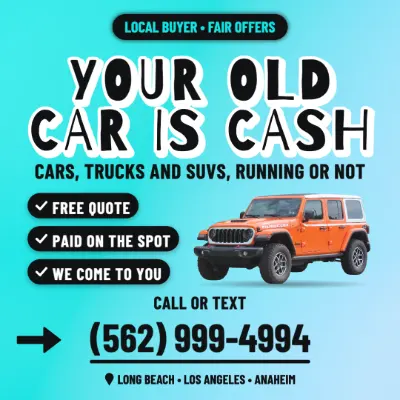 LOCAL BUYER • FAIR OFFERS
YOUR OLD
CAR IS CASH
CARS, TRUCKS AND SUVS, RUNNING OR NOT
FREE QUOTE
PAID ON THE SPOT
WE COME TO YOU
CALL OR TEXT
(562) 999-4994
LONG BEACH • LOS ANGELES • ANAHEIM